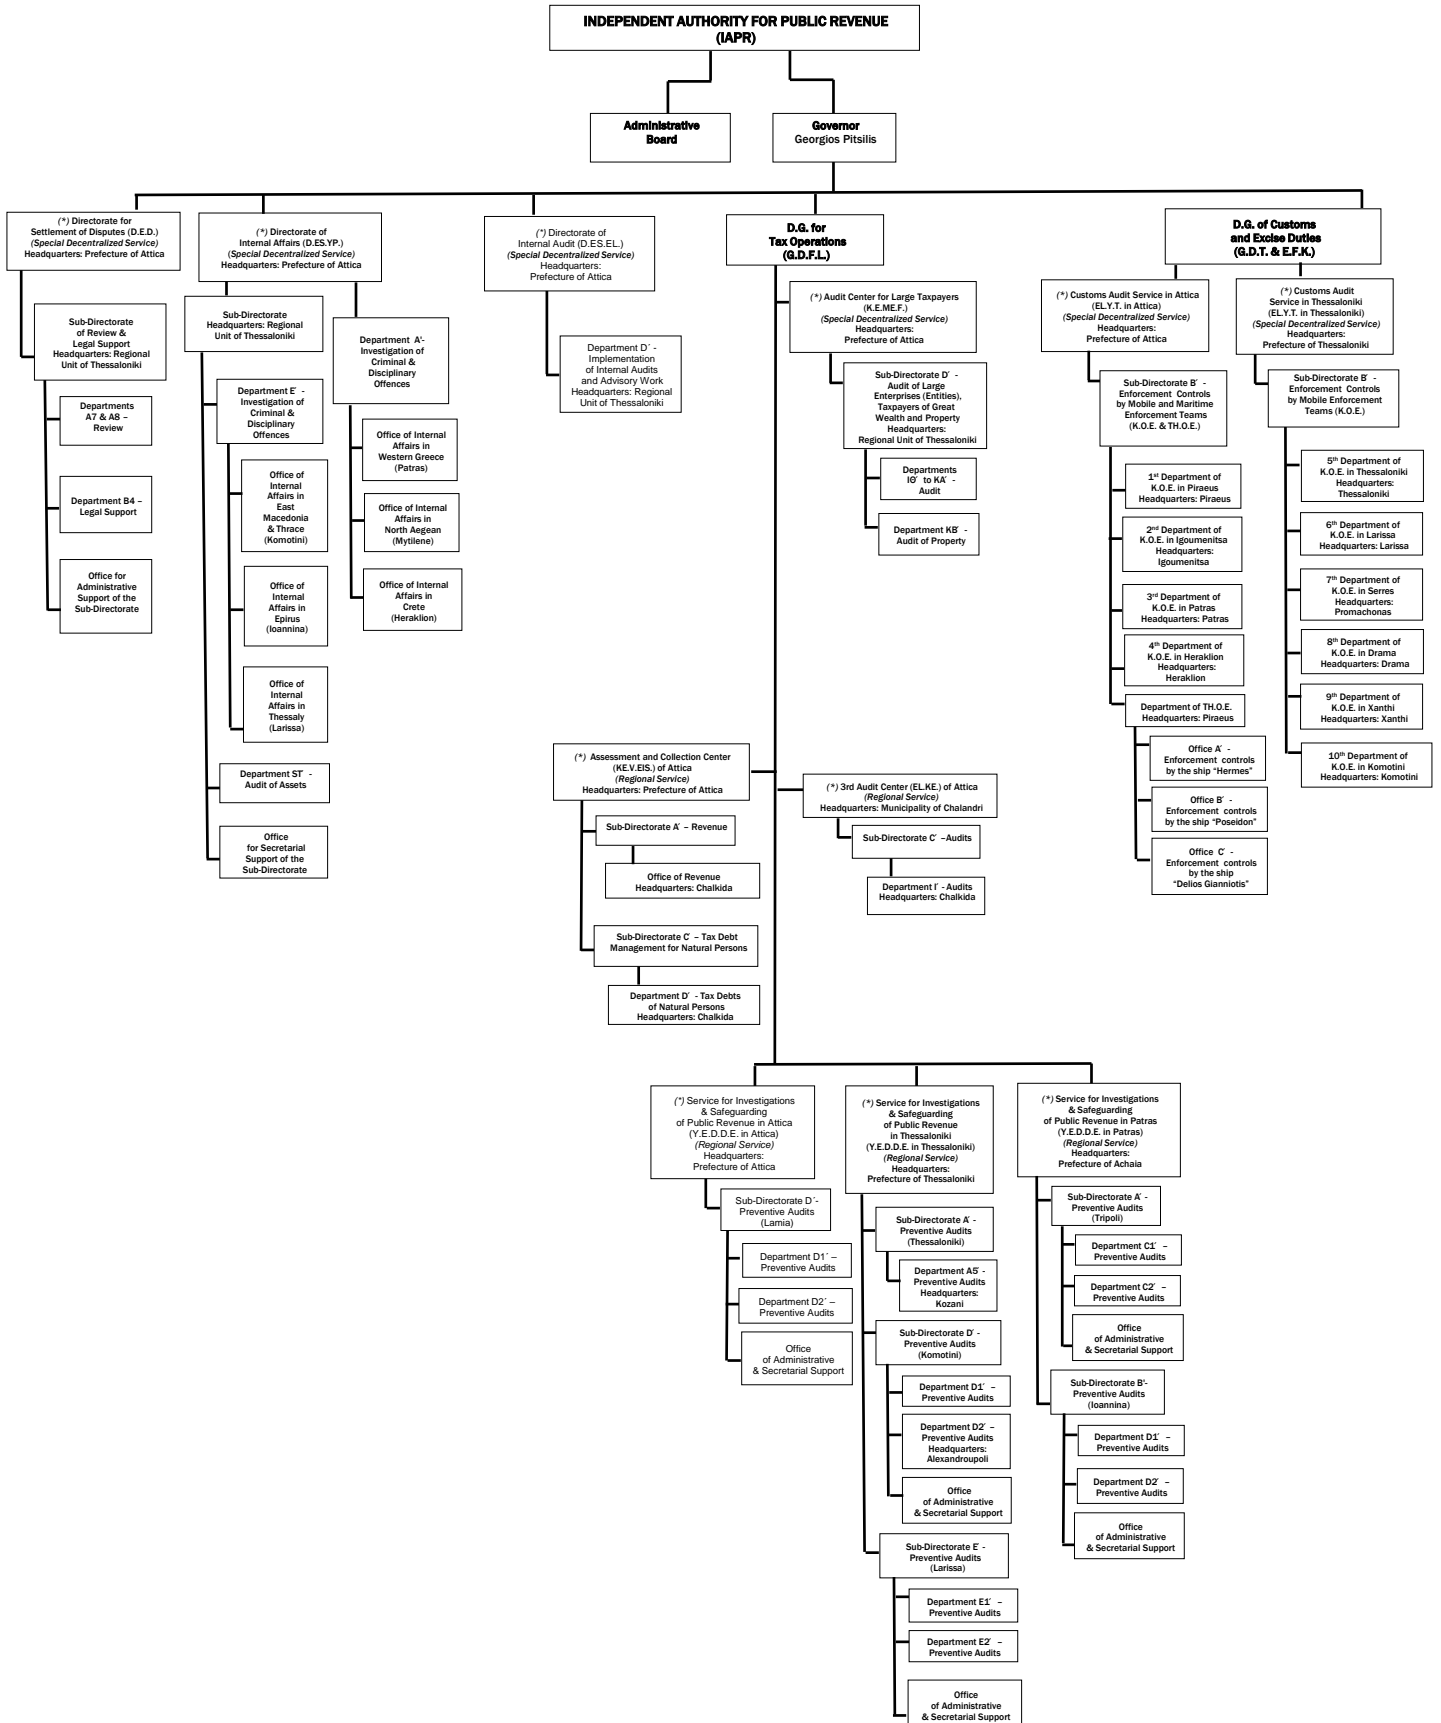 INDEPENDENT AUTHORITY FOR PUBLIC REVENUE
(IAPR)
Administrative
Board
Governor
Georgios Pitsilis
(*) Directorate for
Settlement of Disputes (D.E.D.)
(Special Decentralized Service)
Headquarters: Prefecture of Attica
Sub-Directorate
of Review &
Legal Support
Headquarters: Regional
Unit of Thessaloniki
Departments
A7 & A8 –
Review
Department B4 –
Legal Support
Office for
Administrative
Support of the
Sub-Directorate
(*) Directorate of
Internal Affairs (D.ES.YP.)
(Special Decentralized Service)
Headquarters: Prefecture of Attica
Sub-Directorate
Headquarters: Regional
Unit of Thessaloniki
Department E΄ -
Investigation of
Criminal &
Disciplinary
Offences
Office of
Internal
Affairs in
East
Macedonia
& Thrace
(Komotini)
Office of
Internal
Affairs in
Epirus
(Ioannina)
Office of
Internal
Affairs in
Thessaly
(Larissa)
Department ST΄ -
Audit of Assets
Office
for Secretarial
Support of the
Sub-Directorate
Department A'-
Investigation of
Criminal &
Disciplinary
Offences
Office of Internal
Affairs in
Western Greece
(Patras)
Office of Internal
Affairs in
North Aegean
(Mytilene)
Office of Internal
Affairs in
Crete
(Heraklion)
(*) Directorate of
Internal Audit (D.ES.EL.)
(Special Decentralized Service)
Headquarters:
Prefecture of Attica
Department D΄ -
Implementation
of Internal Audits
and Advisory Work
Headquarters: Regional
Unit of Thessaloniki
D.G. for
Tax Operations
(G.D.F.L.)
(*) Audit Center for Large Taxpayers
(K.E.ME.F.)
(Special Decentralized Service)
Headquarters:
Prefecture of Attica
Sub-Directorate D΄ -
Audit of Large
Enterprises (Entities),
Taxpayers of Great
Wealth and Property
Headquarters:
Regional Unit of Thessaloniki
Departments
ΙΘ΄ to ΚΑ΄ -
Audit
Department KB΄ -
Audit of Property
(*) Assessment and Collection Center
(KE.V.EIS.) of Attica
(Regional Service)
Headquarters: Prefecture of Attica
Sub-Directorate A΄ – Revenue
Office of Revenue
Headquarters: Chalkida
Sub-Directorate C΄ – Tax Debt
Management for Natural Persons
Department D΄ - Tax Debts
of Natural Persons
Headquarters: Chalkida
(*) 3rd Audit Center (EL.KE.) of Attica
(Regional Service)
Headquarters: Municipality of Chalandri
Sub-Directorate C΄ –Audits
Department I΄ - Audits
Headquarters: Chalkida
(*) Service for Investigations
& Safeguarding
of Public Revenue in Attica
(Y.E.D.D.E. in Attica)
(Regional Service)
Headquarters:
Prefecture of Attica
Sub-Directorate D΄-
Preventive Audits
(Lamia)
Department D1΄ –
Preventive Audits
Department D2΄ –
Preventive Audits
Office
of Administrative
& Secretarial Support
(*) Service for Investigations
& Safeguarding
of Public Revenue
in Thessaloniki
(Y.E.D.D.E. in Thessaloniki)
(Regional Service)
Headquarters:
Prefecture of Thessaloniki
Sub-Directorate A΄ -
Preventive Audits
(Thessaloniki)
Department A5΄ -
Preventive Audits
Headquarters:
Kozani
Sub-Directorate D΄ -
Preventive Audits
(Komotini)
Department D1΄ –
Preventive Audits
Department D2΄ –
Preventive Audits
Headquarters:
Alexandroupoli
Office
of Administrative
& Secretarial Support
Sub-Directorate E΄ -
Preventive Audits
(Larissa)
Department E1΄ –
Preventive Audits
Department E2΄ –
Preventive Audits
Office
of Administrative
& Secretarial Support
(*) Service for Investigations
& Safeguarding
of Public Revenue in Patras
(Y.E.D.D.E. in Patras)
(Regional Service)
Headquarters:
Prefecture of Achaia
Sub-Directorate A΄ -
Preventive Audits
(Tripoli)
Department C1΄ –
Preventive Audits
Department C2΄ –
Preventive Audits
Office
of Administrative
& Secretarial Support
Sub-Directorate B'-
Preventive Audits
(Ioannina)
Department D1΄ –
Preventive Audits
Department D2΄ –
Preventive Audits
Office
of Administrative
& Secretarial Support
D.G. of Customs
and Excise Duties
(G.D.T. & E.F.K.)
(*) Customs Audit Service in Attica
(EL.Y.T. in Attica)
(Special Decentralized Service)
Headquarters:
Prefecture of Attica
Sub-Directorate B΄ -
Enforcement Controls
by Mobile and Maritime
Enforcement Teams
(K.O.E. & TH.O.E.)
1st Department of
K.O.E. in Piraeus
Headquarters: Piraeus
2nd Department of
K.O.E. in Igoumenitsa
Headquarters:
Igoumenitsa
3rd Department of
K.O.E. in Patras
Headquarters: Patras
4th Department of
K.O.E. in Heraklion
Headquarters:
Heraklion
Department of TH.O.E.
Headquarters: Piraeus
Office A΄ -
Enforcement controls
by the ship “Hermes”
Office B΄ -
Enforcement controls
by the ship “Poseidon”
Office C΄ -
Enforcement controls
by the ship
“Delios Gianniotis”
(*) Customs Audit
Service in Thessaloniki
(EL.Y.T. in Thessaloniki)
(Special Decentralized Service)
Headquarters:
Prefecture of Thessaloniki
Sub-Directorate B΄ -
Enforcement Controls
by Mobile Enforcement
Teams (K.O.E.)
5th Department of
K.O.E. in Thessaloniki
Headquarters:
Thessaloniki
6th Department of
K.O.E. in Larissa
Headquarters: Larissa
7th Department of
K.O.E. in Serres
Headquarters:
Promachonas
8th Department of
K.O.E. in Drama
Headquarters: Drama
9th Department of
K.O.E. in Xanthi
Headquarters: Xanthi
10th Department of
K.O.E. in Komotini
Headquarters: Komotini